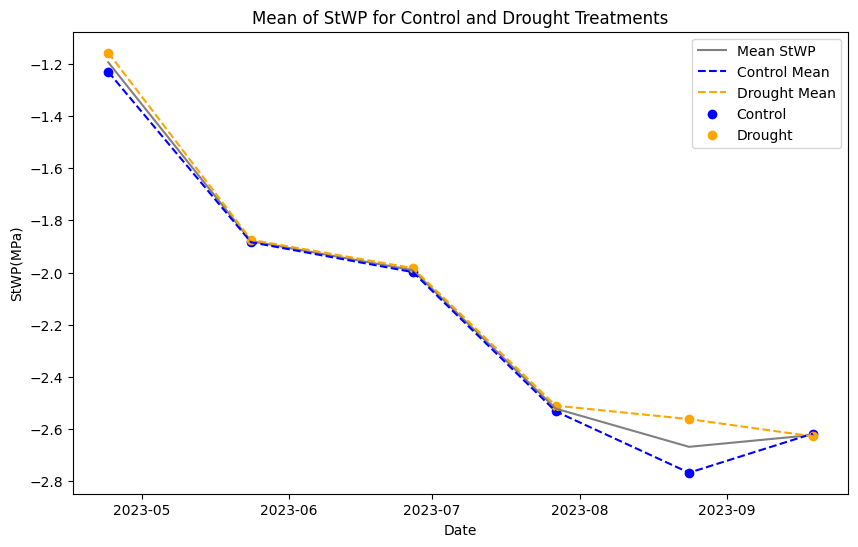 Mean of StWP for Control and Drought Treatments
Mean StWP
Control Mean
Drought Mean
Control
Drought
−1.2
−1.4
−1.6
−1.8
−2.0
−2.2
−2.4
−2.6
−2.8
StWP(MPa)
2023-05
2023-06
2023-07
2023-08
2023-09
Date